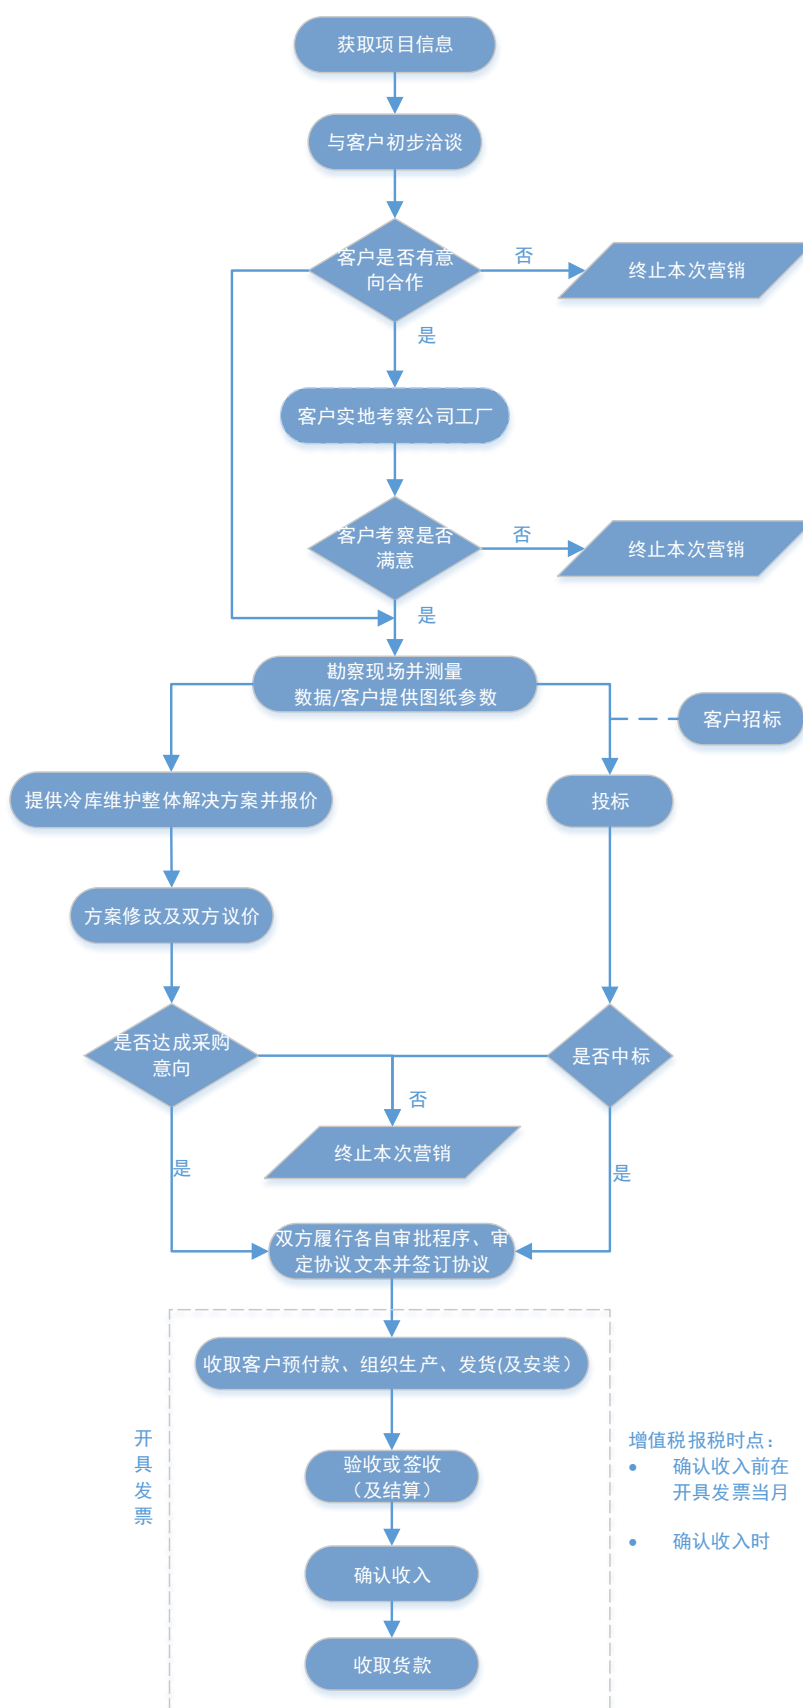 获取项目信息
与客户初步洽谈
客户是否有意
向合作
否
终止本次营销
是
客户实地考察公司工厂
客户考察是否
满意
否
终止本次营销
是
勘察现场并测量
数据/客户提供图纸参数
客户招标
提供冷库维护整体解决方案并报价
投标
方案修改及双方议价
是否达成采购
意向
是否中标
否
终止本次营销
是
是
双方履行各自审批程序、审
定协议文本并签订协议
收取客户预付款、组织生产、发货(及安装）
开
具
发
票
验收或签收
（及结算）
增值税报税时点：
• 确认收入前在
开具发票当月
• 确认收入时
确认收入
收取货款